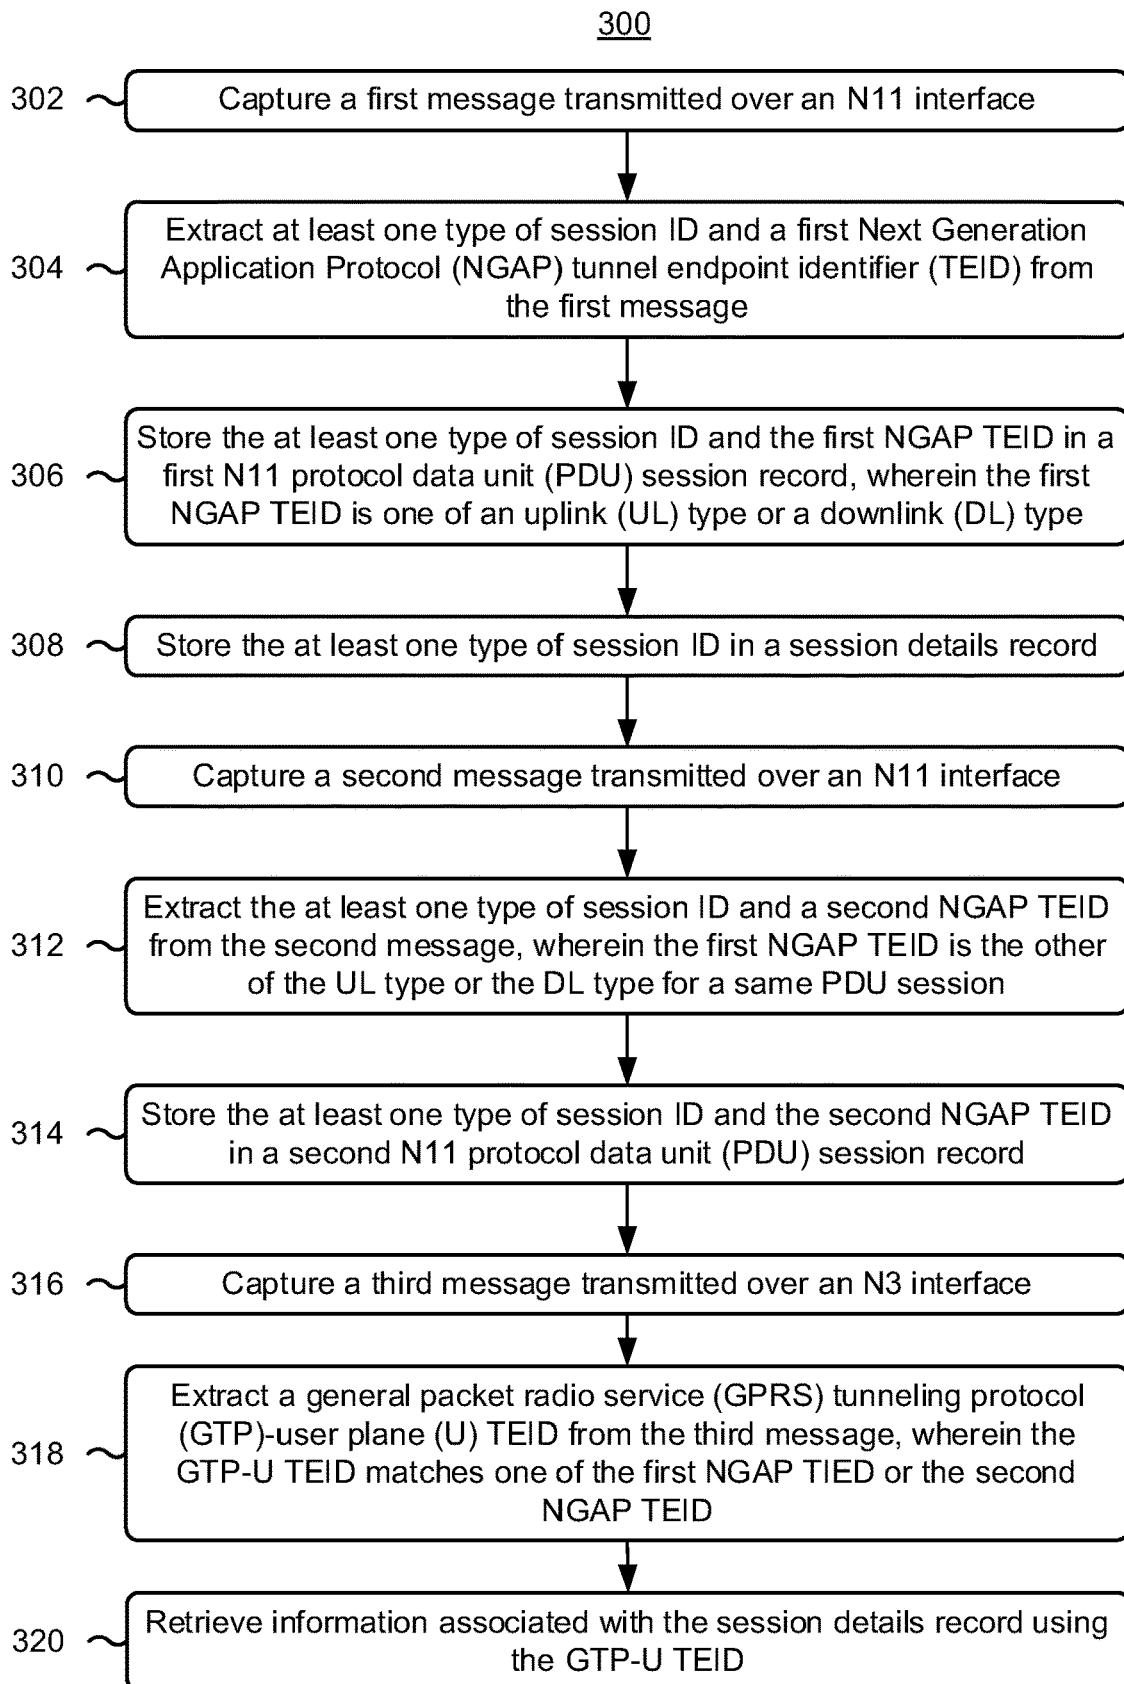 300
302
Capture a first message transmitted over an N11 interface
304
Extract at least one type of session ID and a first Next Generation
Application Protocol (NGAP) tunnel endpoint identifier (TEID) from
the first message
306
Store the at least one type of session ID and the first NGAP TEID in a
first N11 protocol data unit (PDU) session record, wherein the first
NGAP TEID is one of an uplink (UL) type or a downlink (DL) type
308
Store the at least one type of session ID in a session details record
310
Capture a second message transmitted over an N11 interface
312
Extract the at least one type of session ID and a second NGAP TEID
from the second message, wherein the first NGAP TEID is the other
of the UL type or the DL type for a same PDU session
314
Store the at least one type of session ID and the second NGAP TEID
in a second N11 protocol data unit (PDU) session record
316
Capture a third message transmitted over an N3 interface
318
Extract a general packet radio service (GPRS) tunneling protocol
(GTP)-user plane (U) TEID from the third message, wherein the
GTP-U TEID matches one of the first NGAP TIED or the second
NGAP TEID
320
Retrieve information associated with the session details record using
the GTP-U TEID